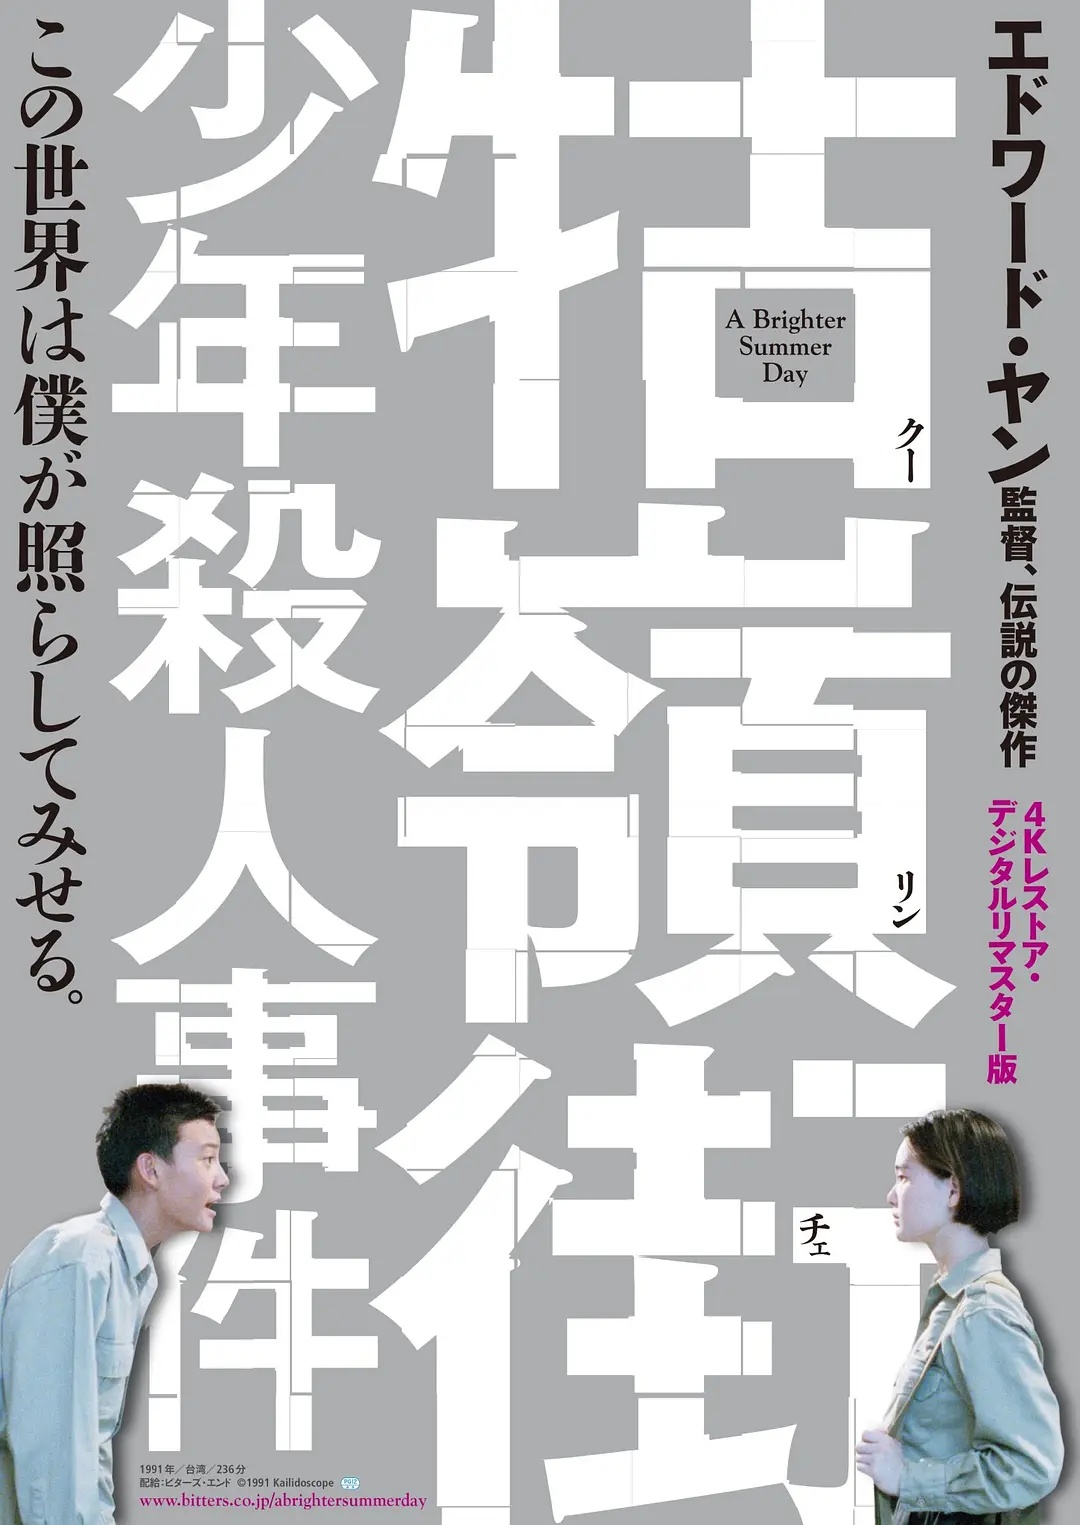 エドワード・ヤン監督、伝説の傑作
4Kレストア・
デジタルリマスター版
牯嶺街
クー
リン
チェ
A Brighter
Summer
Day
少年殺人事件
この世界は僕が照らしてみせる。
1991年／台湾／236分
配給：ビターズ・エンド ©1991 Kailidoscope
www.bitters.co.jp/abrightersummerday